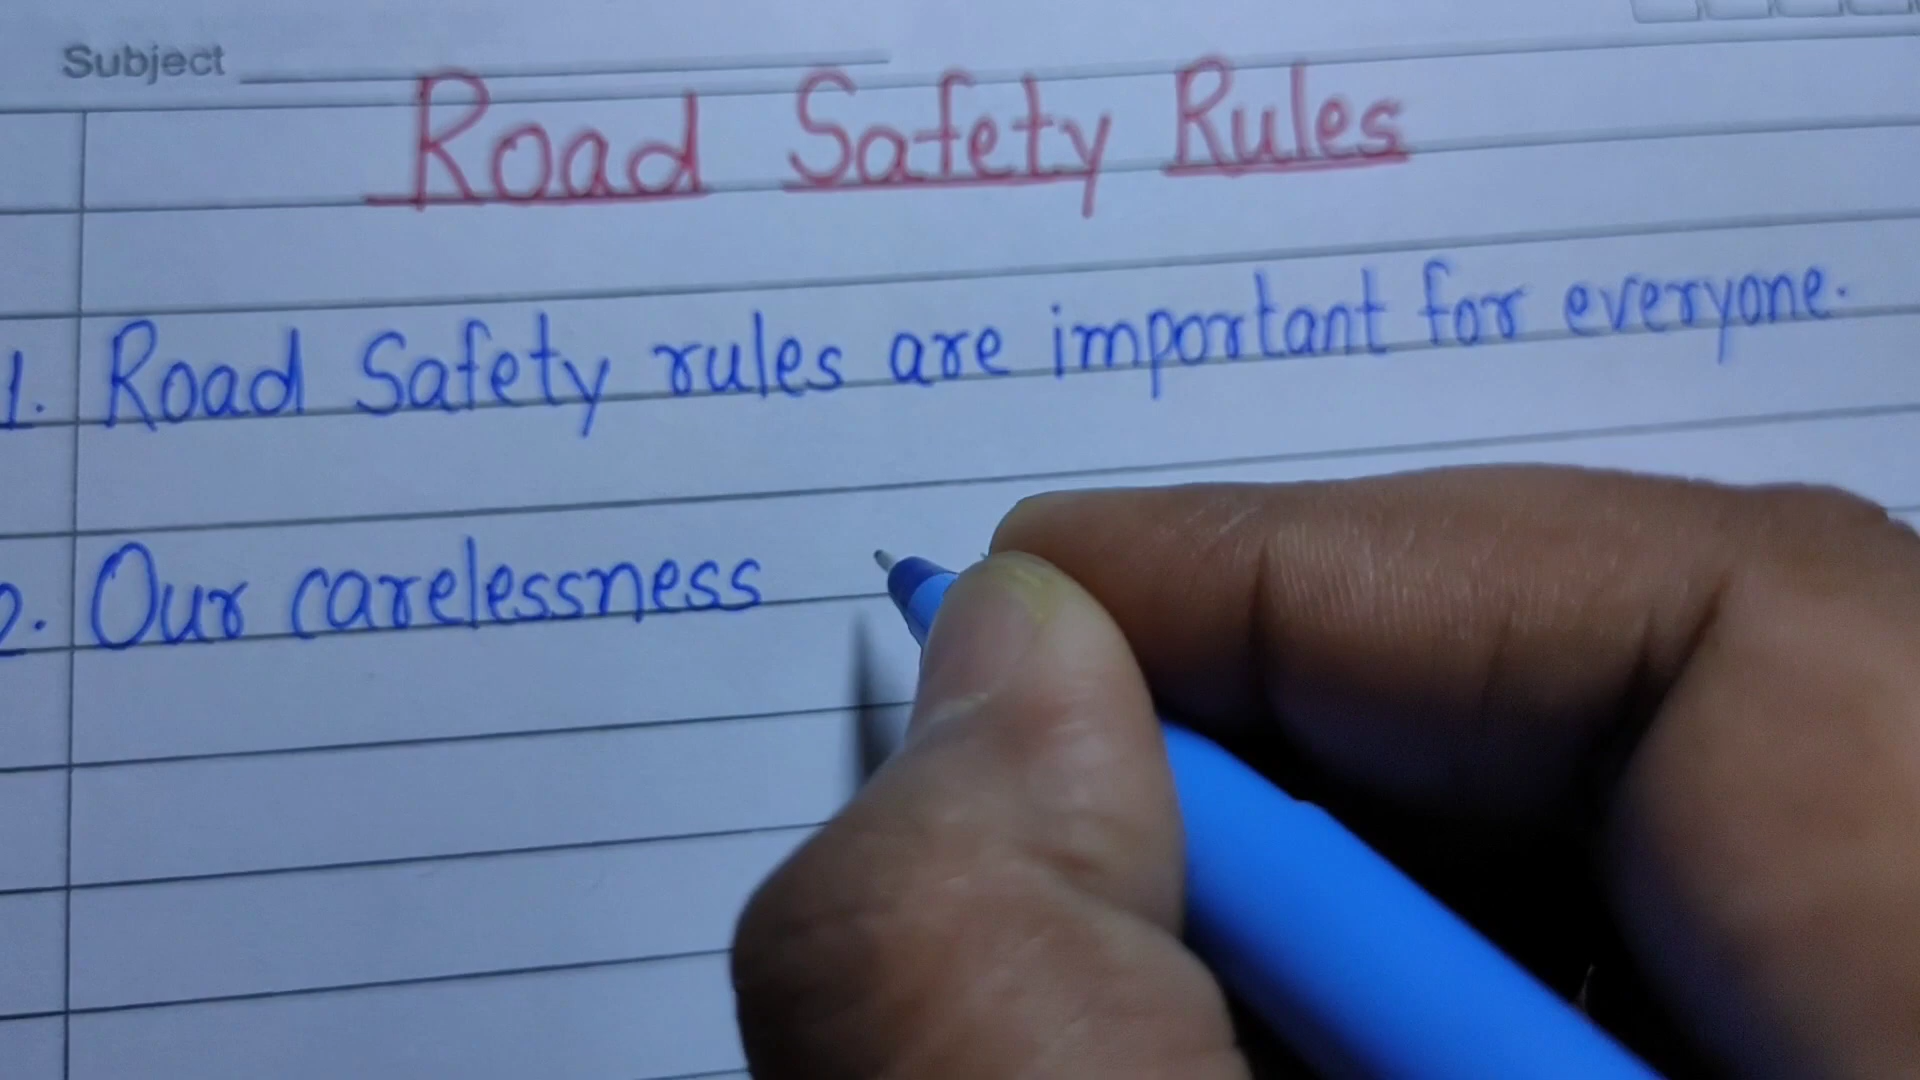 Subject
Road Safety Rules
1. Road Safety rules are important for everyone.
2. Our carelessness